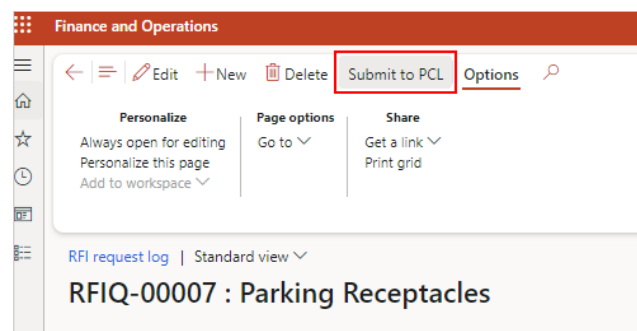 Finance and Operations
Edit New Delete Submit to PCL Options
Personalize Page options Share
Always open for editing Go to Get a link
Personalize this page Print grid
Add to workspace
RFI request log | Standard view
RFIQ-00007 : Parking Receptacles